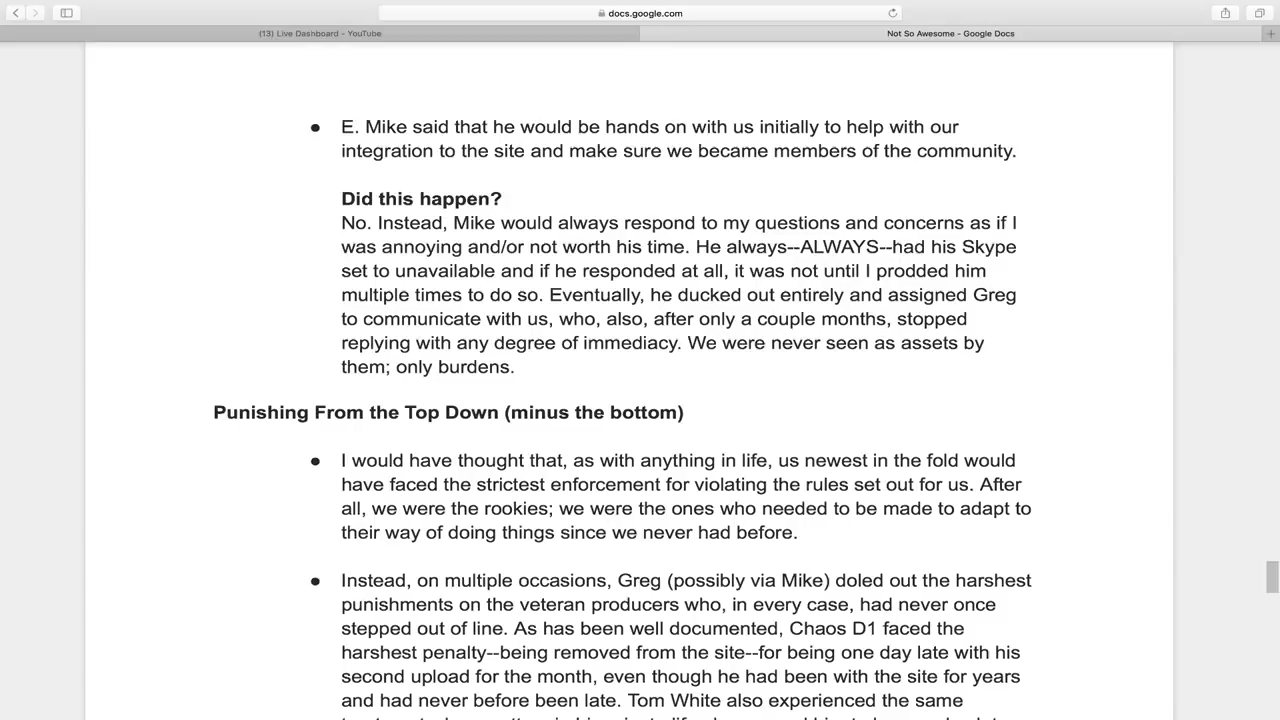 docs.google.com
(13) Live Dashboard - YouTube
Not So Awesome - Google Docs
● E. Mike said that he would be hands on with us initially to help with our
integration to the site and make sure we became members of the community.
Did this happen?
No. Instead, Mike would always respond to my questions and concerns as if I
was annoying and/or not worth his time. He always--ALWAYS--had his Skype
set to unavailable and if he responded at all, it was not until I prodded him
multiple times to do so. Eventually, he ducked out entirely and assigned Greg
to communicate with us, who, also, after only a couple months, stopped
replying with any degree of immediacy. We were never seen as assets by
them; only burdens.
Punishing From the Top Down (minus the bottom)
● I would have thought that, as with anything in life, us newest in the fold would
have faced the strictest enforcement for violating the rules set out for us. After
all, we were the rookies; we were the ones who needed to be made to adapt to
their way of doing things since we never had before.
● Instead, on multiple occasions, Greg (possibly via Mike) doled out the harshest
punishments on the veteran producers who, in every case, had never once
stepped out of line. As has been well documented, Chaos D1 faced the
harshest penalty--being removed from the site--for being one day late with his
second upload for the month, even though he had been with the site for years
and had never before been late. Tom White also experienced the same